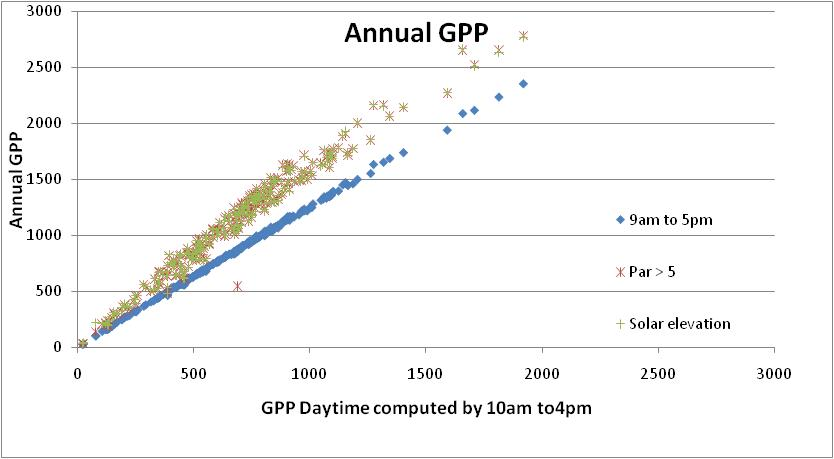 Annual GPP
3000
2500
2000
1500
1000
500
0
Annual GPP
9am to 5pm
Par > 5
Solar elevation
0 500 1000 1500 2000 2500 3000
GPP Daytime computed by 10am to4pm